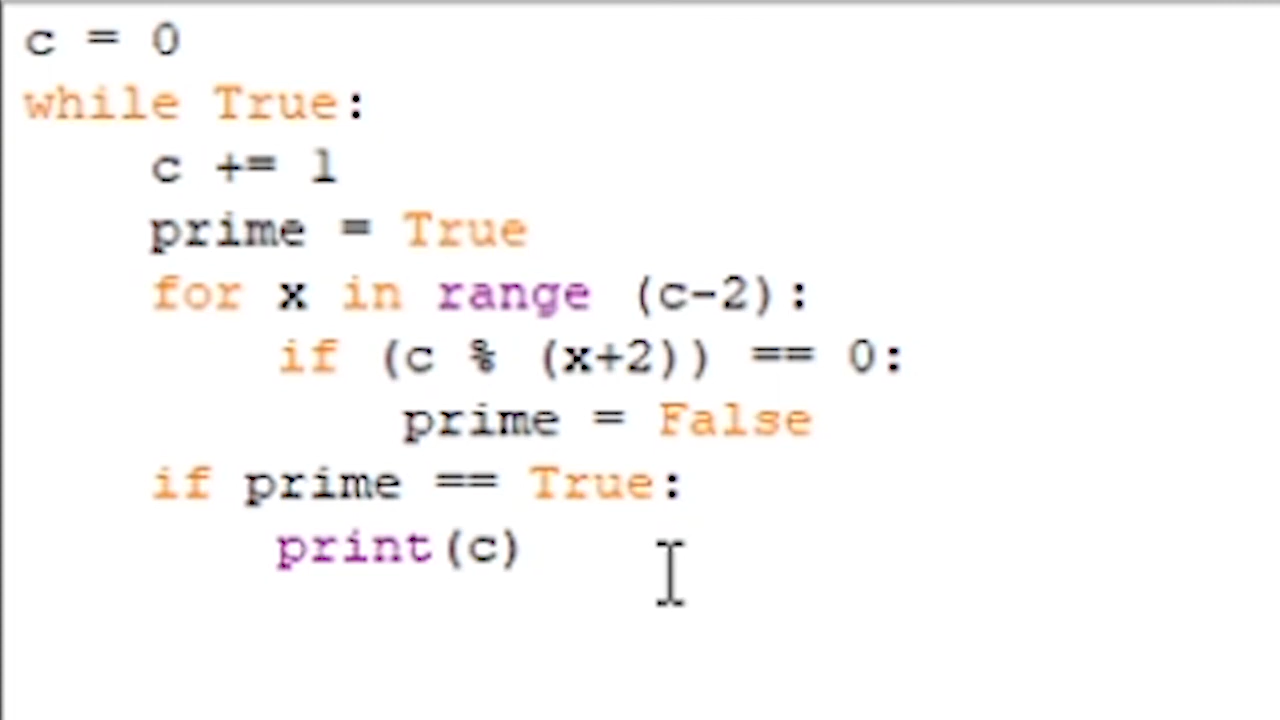 c = 0
while True:
    c += 1
    prime = True
    for x in range (c-2):
        if (c % (x+2)) == 0:
            prime = False
    if prime == True:
        print(c)